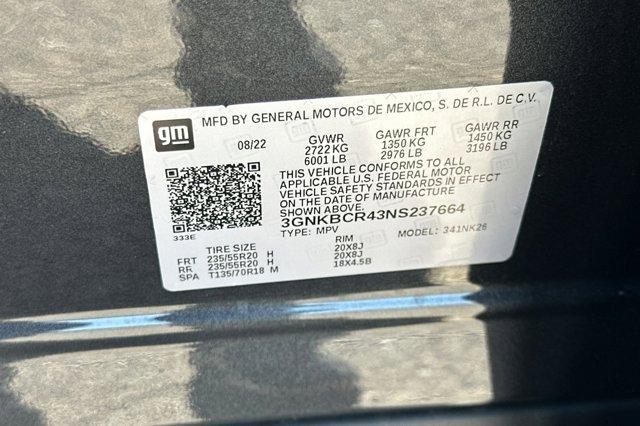 gm
MFD BY GENERAL MOTORS DE MEXICO, S. DE R.L. DE C.V.
08/22 GVWR GAWR FRT GAWR RR
2722 KG 1350 KG 1450 KG
6001 LB 2976 LB 3196 LB
THIS VEHICLE CONFORMS TO ALL
APPLICABLE U.S. FEDERAL MOTOR
VEHICLE SAFETY STANDARDS IN EFFECT
ON THE DATE OF MANUFACTURE
SHOWN ABOVE
3GNKBCR43NS237664
333E
TYPE: MPV MODEL: 341NK26
TIRE SIZE RIM
FRT 235/55R20 H 20X8J
RR 235/55R20 H 20X8J
SPA T135/70R18 M 18X4.5B